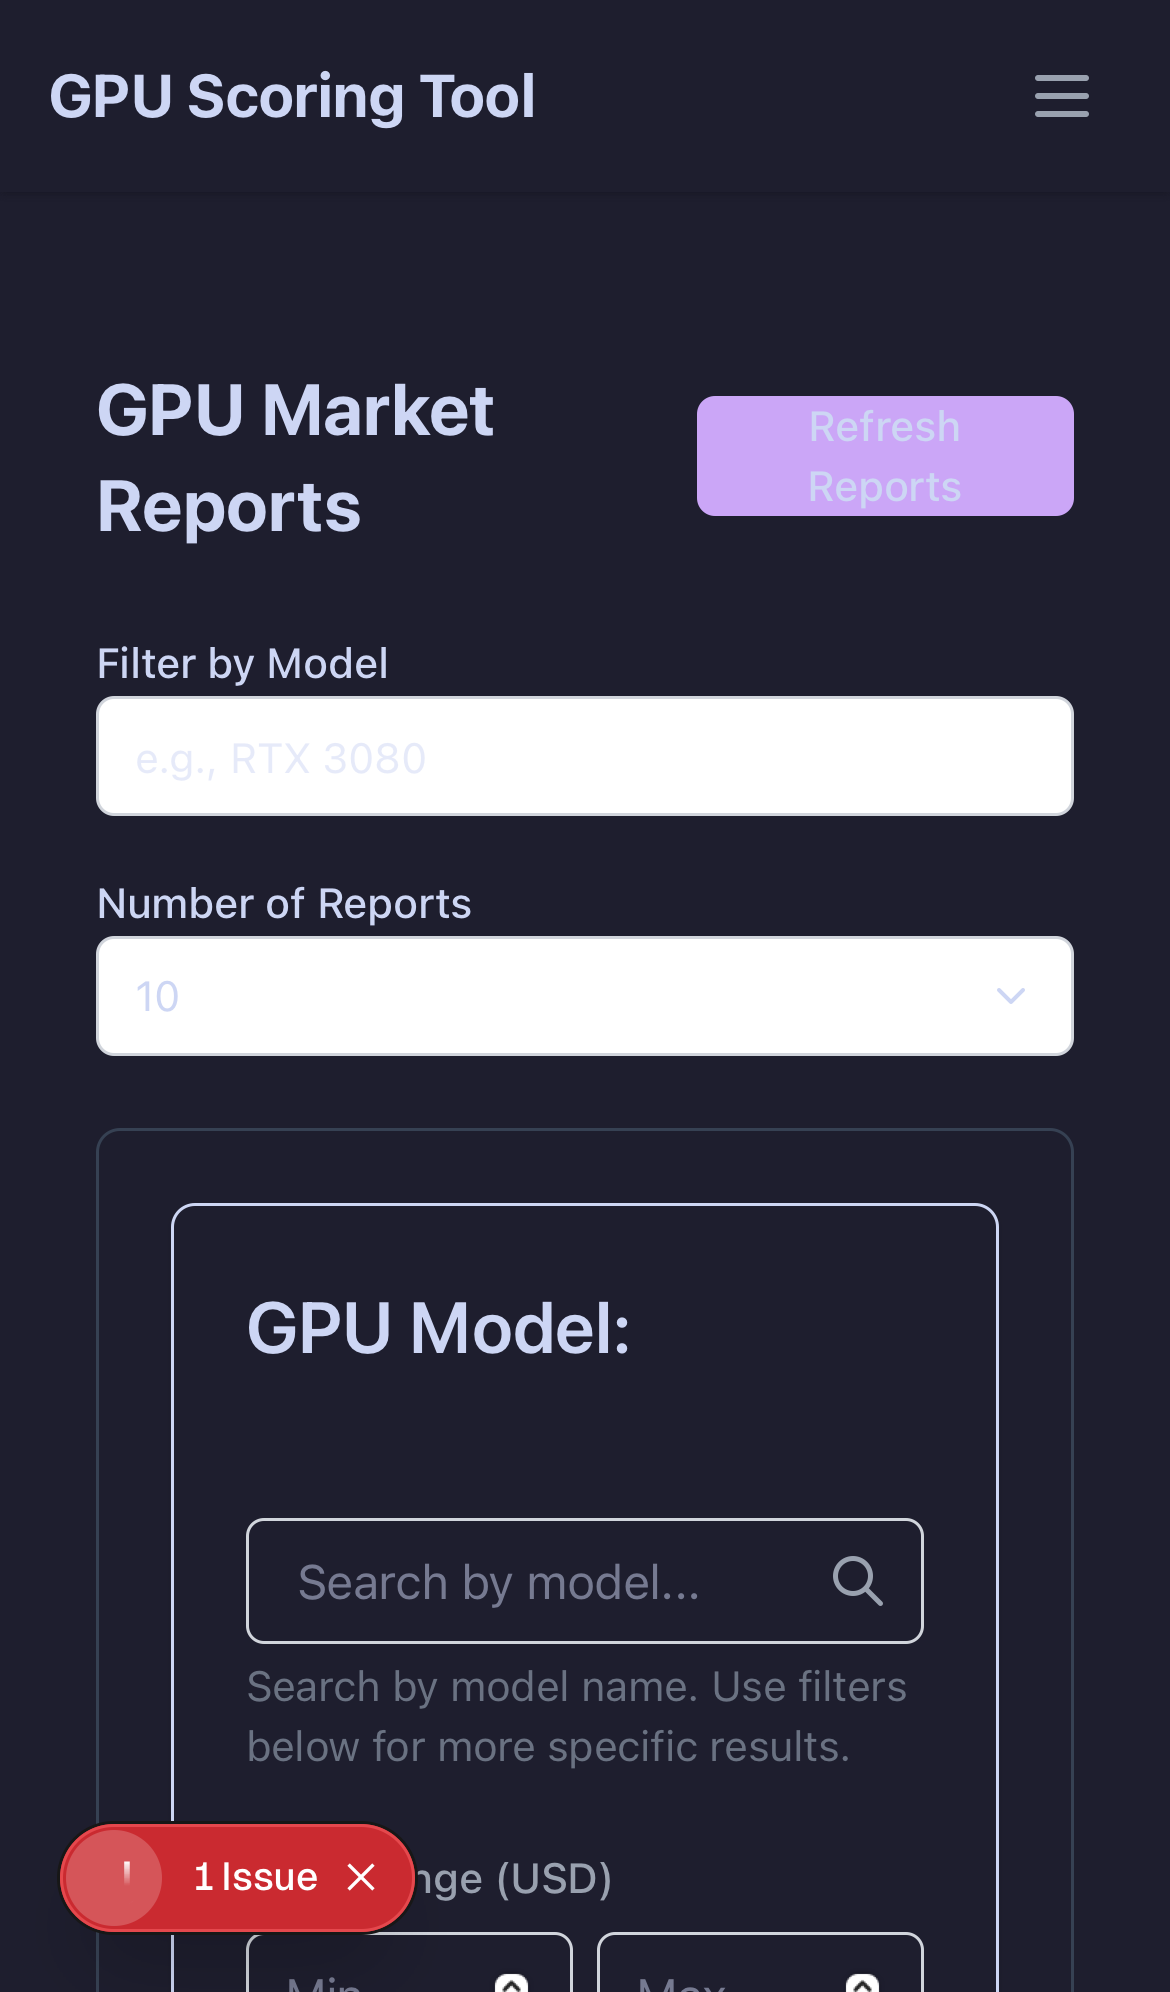 GPU Scoring Tool
GPU Market
Reports
Refresh
Reports
Filter by Model
e.g., RTX 3080
Number of Reports
10
GPU Model:
Search by model...
Search by model name. Use filters
below for more specific results.
1 Issue
(USD)
Min
Max